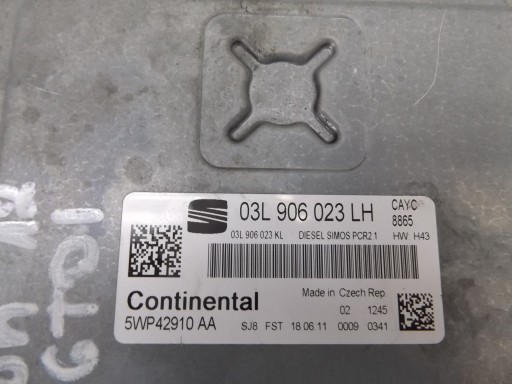 03L 906 023 LH
CAYC
8865
03L 906 023 KL DIESEL SIMOS PCR2.1 HW H43
Continental
Made in Czech Rep.
02 1245
5WP42910 AA
SJ8 FST 18.06.11 0009 0341
6TDI